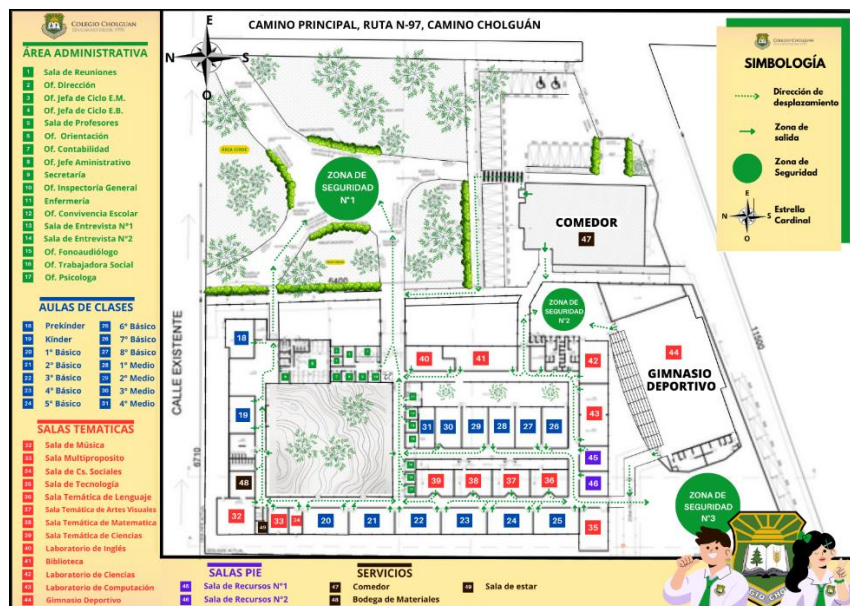 COLEGIO CHOLGUAN
ÁREA ADMINISTRATIVA
1 Sala de Reuniones
2 Of. Dirección
3 Of. Jefa de Ciclo E.M.
4 Of. Jefa de Ciclo E.B.
5 Sala de Profesores
6 Of. Orientación
7 Of. Contabilidad
8 Of. Jefe Aministrativo
9 Secretaría
10 Of. Inspectoría General
11 Enfermería
12 Of. Convivencia Escolar
13 Sala de Entrevista N°1
14 Sala de Entrevista N°2
15 Of. Fonoaudiólogo
16 Of. Trabajadora Social
17 Of. Psicologa
AULAS DE CLASES
18 Prekínder
19 Kinder
20 1° Básico
21 2° Básico
22 3° Básico
23 4° Básico
24 5° Básico
25 6° Básico
26 7° Básico
27 8° Básico
28 1° Medio
29 2° Medio
30 3° Medio
31 4° Medio
SALAS TEMATICAS
32 Sala de Música
33 Sala Multiproposito
34 Sala de Cs. Sociales
35 Sala de Tecnología
36 Sala Temática de Lenguaje
37 Sala Temática de Artes Visuales
38 Sala Temática de Matematica
39 Sala Temática de Ciencias
40 Laboratorio de Inglés
41 Biblioteca
42 Laboratorio de Ciencias
43 Laboratorio de Computación
44 Gimnasio Deportivo
CAMINO PRINCIPAL, RUTA N-97, CAMINO CHOLGUÁN
E
N S
O
ÁREA VERDE
ZONA DE
SEGURIDAD
N°1
COMEDOR
47
ZONA DE
SEGURIDAD
N°2
CALLE EXISTENTE
6710
11500
18
40
41
42
44
GIMNASIO
DEPORTIVO
19
43
31
30
29
28
27
26
45
48
39
38
37
36
46
32
49
33
34
20
21
22
23
24
25
35
ZONA DE
SEGURIDAD
N°3
COLEGIO CHOLGUAN
SIMBOLOGÍA
Dirección de
desplazamiento
Zona de
salida
Zona de
Seguridad
E
N S
O
Estrella
Cardinal
SALAS PIE
45 Sala de Recursos N°1
46 Sala de Recursos N°2
SERVICIOS
47 Comedor
48 Bodega de Materiales
49 Sala de estar